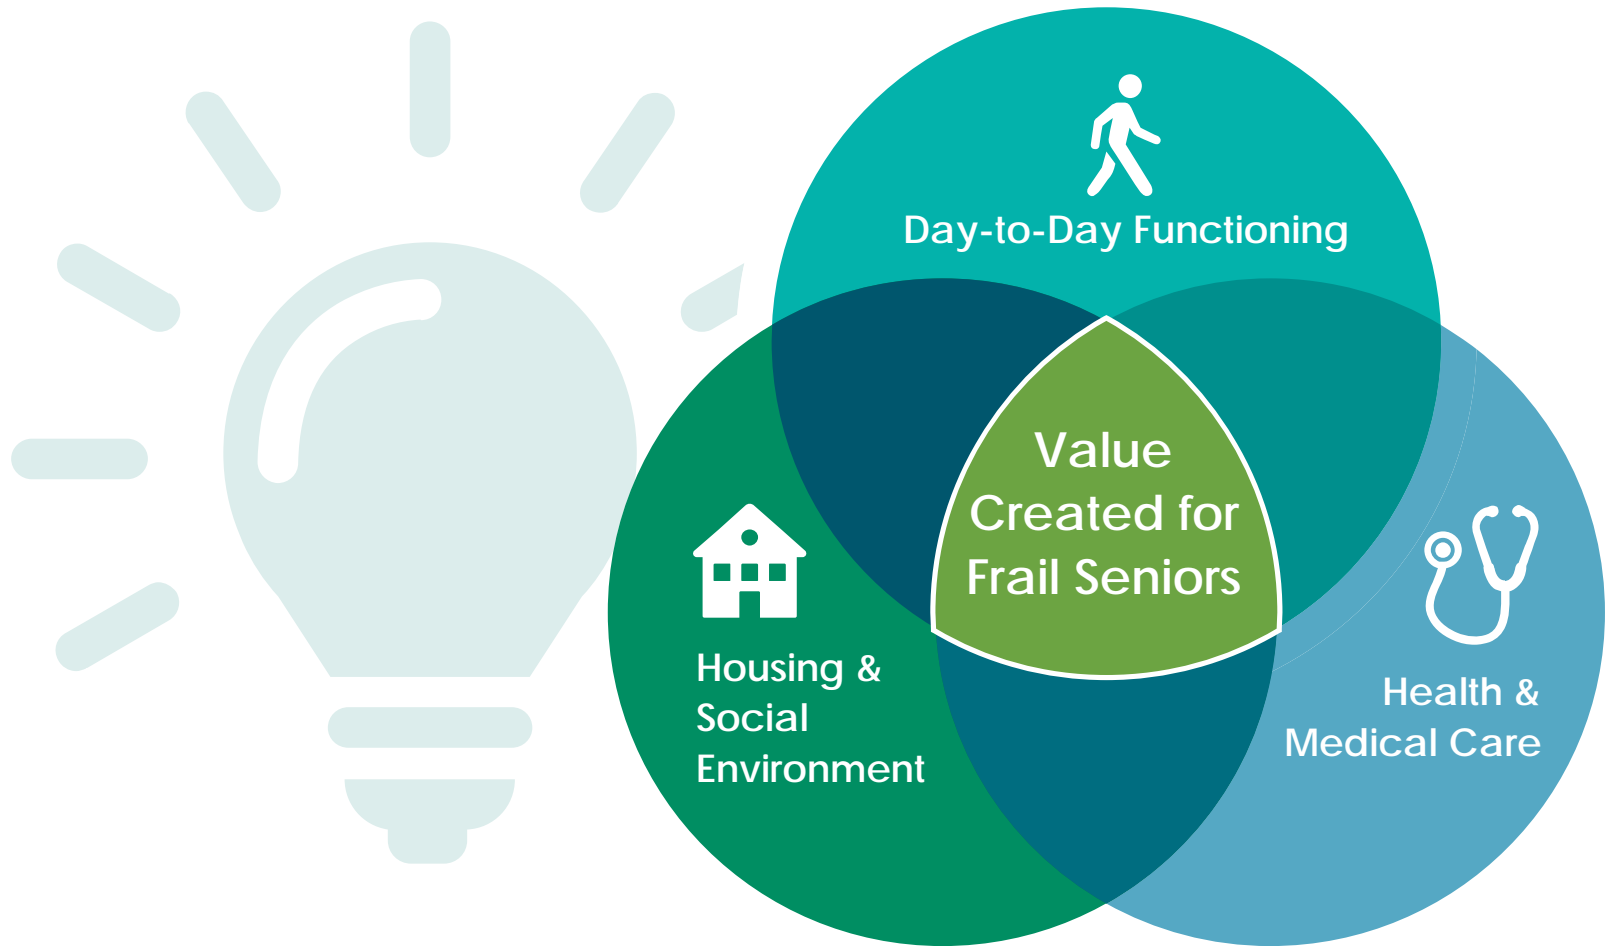 Day-to-Day Functioning
Value
Created for
Frail Seniors
Housing &
Social
Environment
Health &
Medical Care